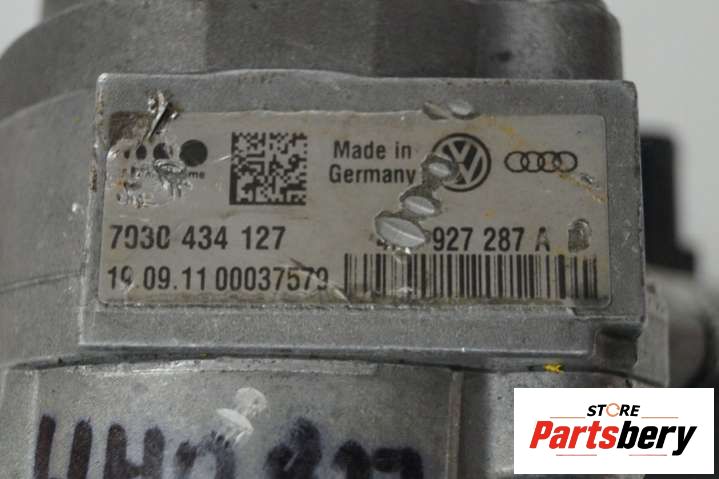 Made in
Germany
7030 434 127
927 287 A
19.09.11 00037579
STORE
Partsbery